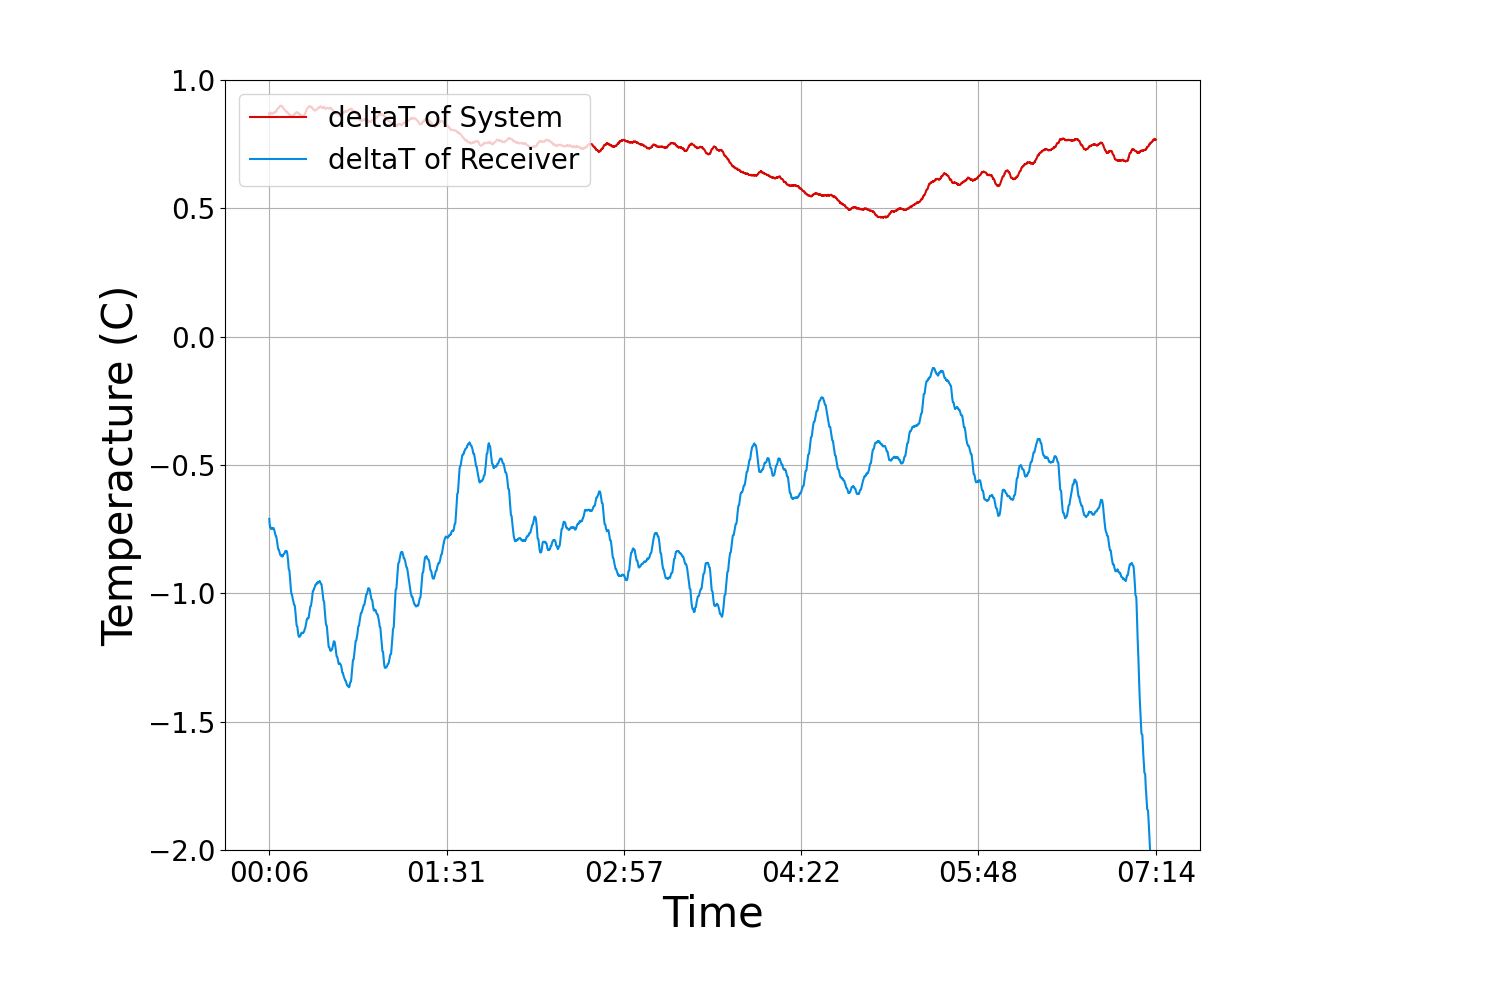 1.0
0.5
0.0
−0.5
−1.0
−1.5
−2.0
deltaT of System
deltaT of Receiver
Temperacture (C)
00:06 01:31 02:57 04:22 05:48 07:14
Time